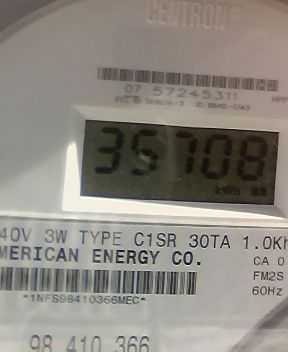 CENTRON®
07 57245311
35708
kWh
40V 3W TYPE C1SR 30TA 1.0Kh
MERICAN ENERGY CO.
CA 0
FM2S
60Hz
*1NFS98410366MEC*
98 410 366